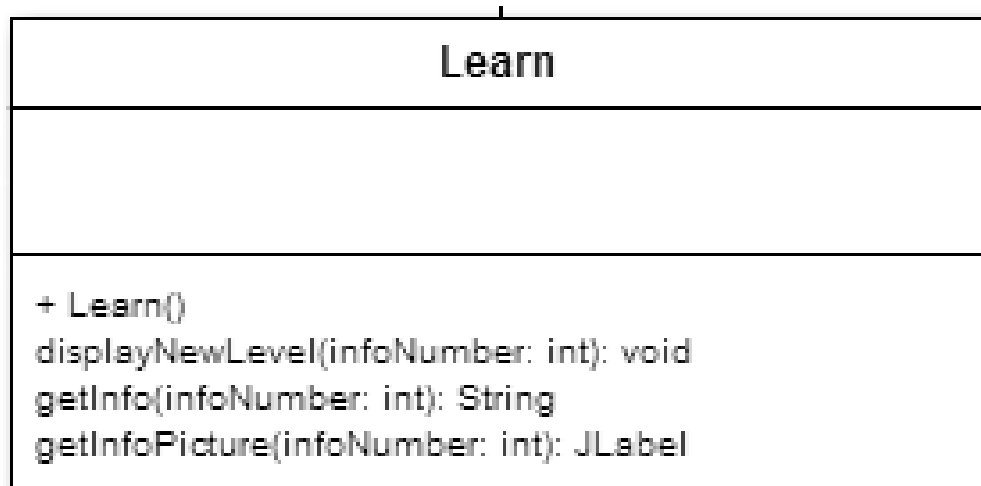 Learn
+ Learn()
displayNewLevel(infoNumber: int): void
getInfo(infoNumber: int): String
getInfoPicture(infoNumber: int): JLabel